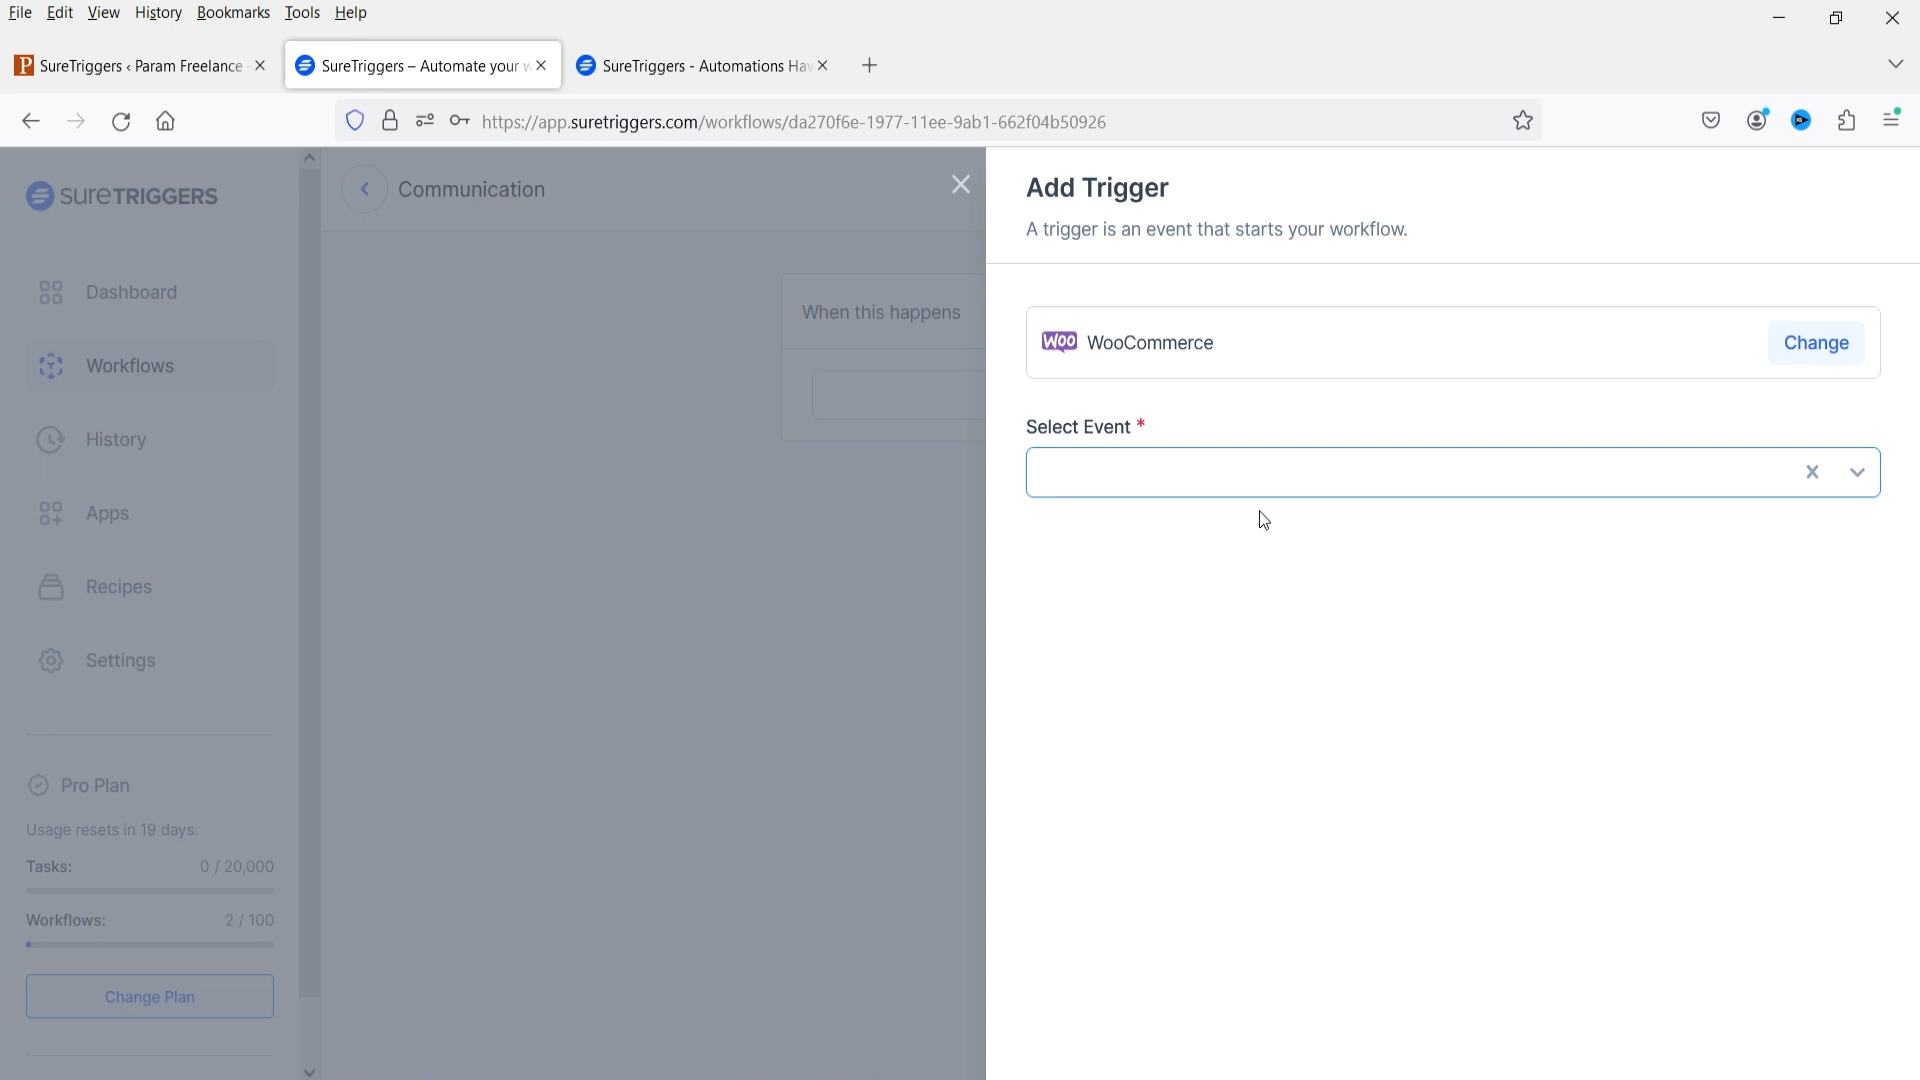 File Edit View History Bookmarks Tools Help
SureTriggers ‹ Param Freelance
SureTriggers – Automate your w
SureTriggers - Automations Hav
https://app.suretriggers.com/workflows/da270f6e-1977-11ee-9ab1-662f04b50926
SureTRIGGERS
Communication
Add Trigger
A trigger is an event that starts your workflow.
Dashboard
When this happens
WOO WooCommerce Change
Workflows
Select Event *
History
Apps
Recipes
Settings
Pro Plan
Usage resets in 19 days.
Tasks: 0 / 20,000
Workflows: 2 / 100
Change Plan